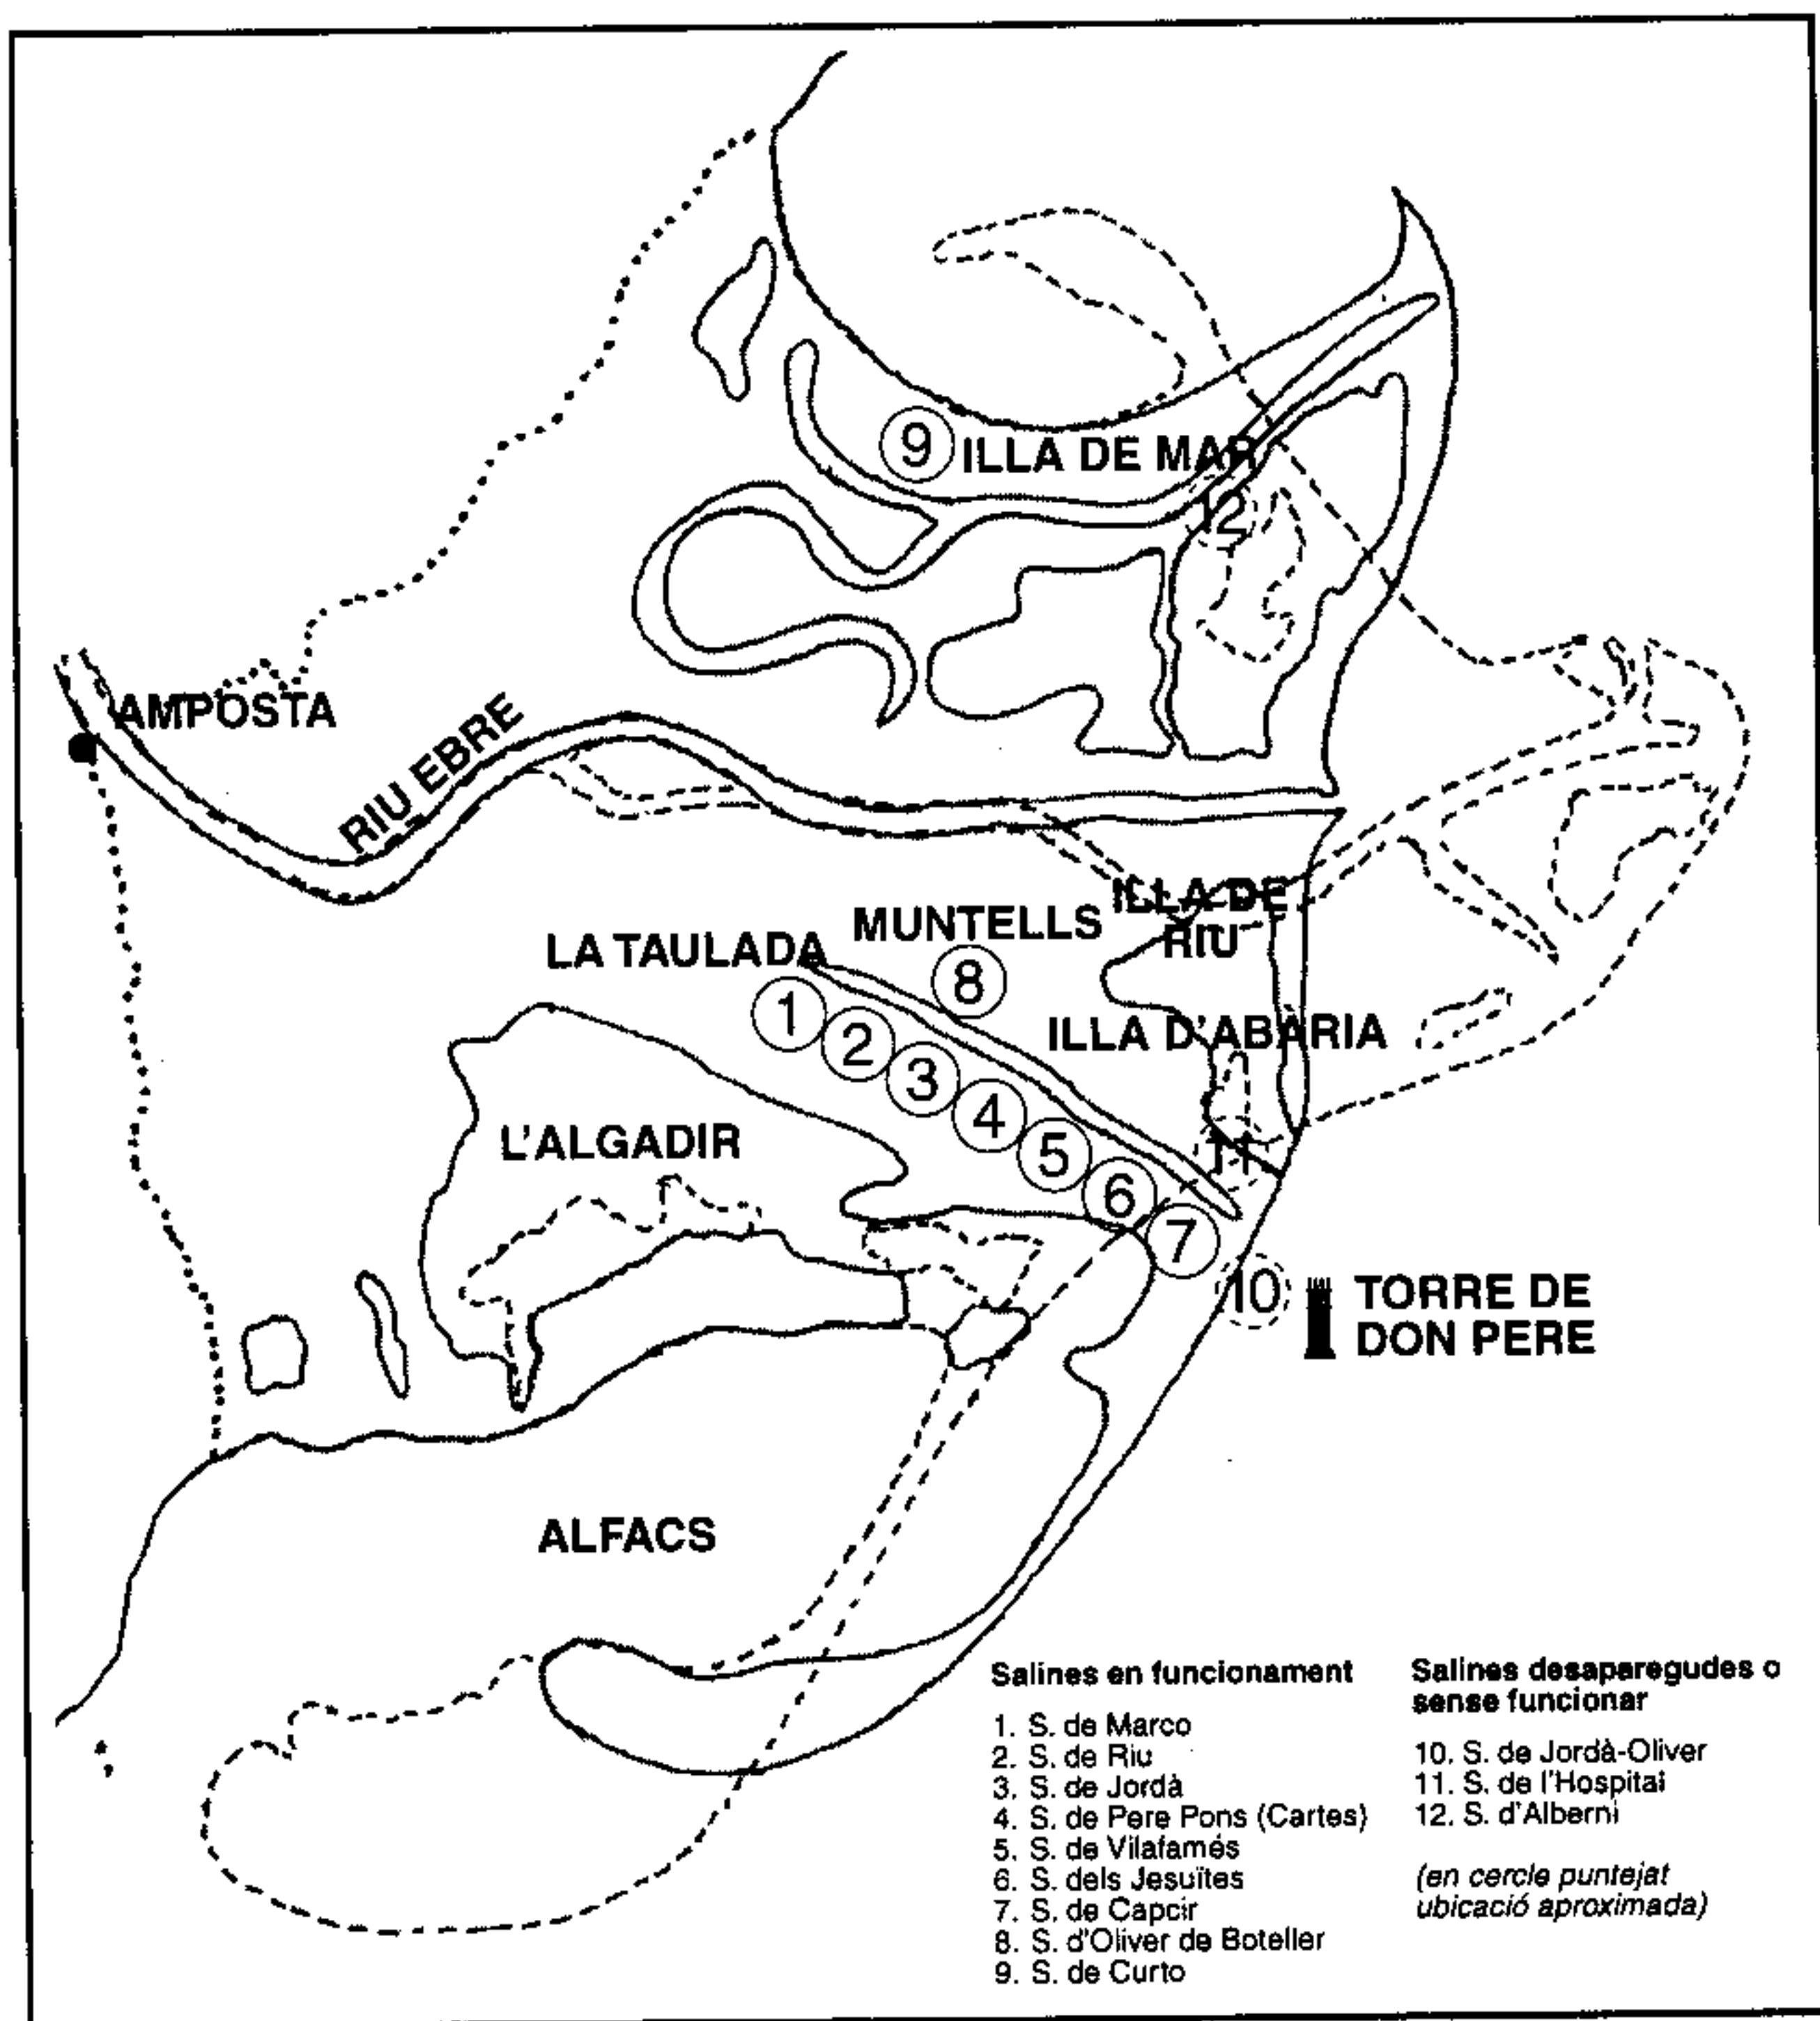 9 ILLA DE MAR
12
AMPOSTA
RIU EBRE
ILLA DE
RIU
MUNTELLS
LA TAULADA
8
1
2
3
4
5
6
7
ILLA D'ABARIA
11
L'ALGADIR
10
TORRE DE
DON PERE
ALFACS
Salines en funcionament
1. S. de Marco
2. S. de Riu
3. S. de Jordà
4. S. de Pere Pons (Cartes)
5. S. de Vilafamés
6. S. dels Jesuïtes
7. S. de Capcir
8. S. d'Oliver de Boteller
9. S. de Curto
Salines desaparegudes o
sense funcionar
10. S. de Jordà-Oliver
11. S. de l'Hospital
12. S. d'Alberni
(en cercle puntejat
ubicació aproximada)